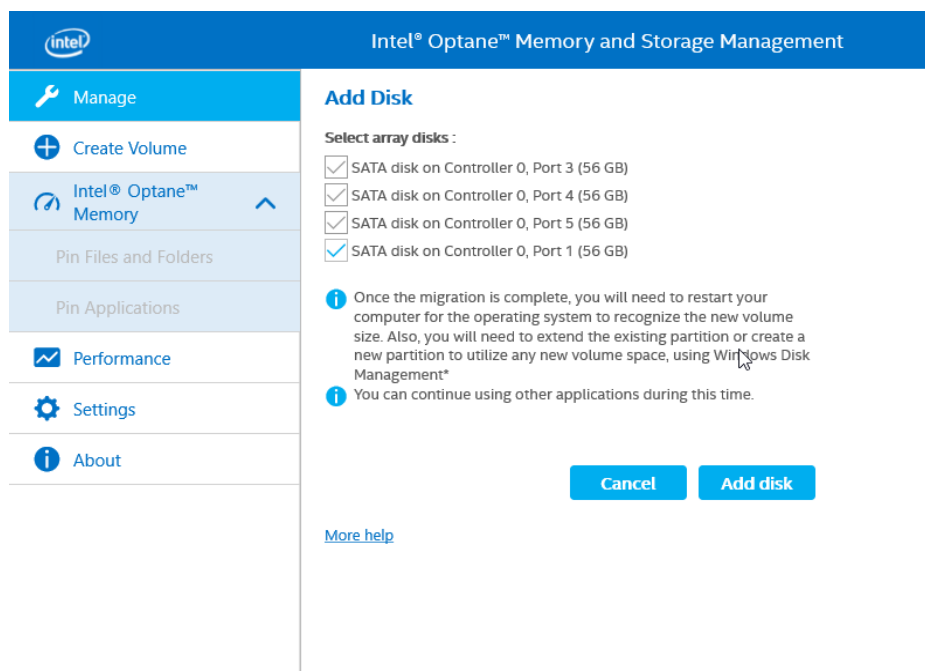 intel
Intel® Optane™ Memory and Storage Management
Manage
Create Volume
Intel® Optane™
Memory
Pin Files and Folders
Pin Applications
Performance
Settings
About
Add Disk
Select array disks :
SATA disk on Controller 0, Port 3 (56 GB)
SATA disk on Controller 0, Port 4 (56 GB)
SATA disk on Controller 0, Port 5 (56 GB)
SATA disk on Controller 0, Port 1 (56 GB)
Once the migration is complete, you will need to restart your
computer for the operating system to recognize the new volume
size. Also, you will need to extend the existing partition or create a
new partition to utilize any new volume space, using Windows Disk
Management*
You can continue using other applications during this time.
Cancel
Add disk
More help